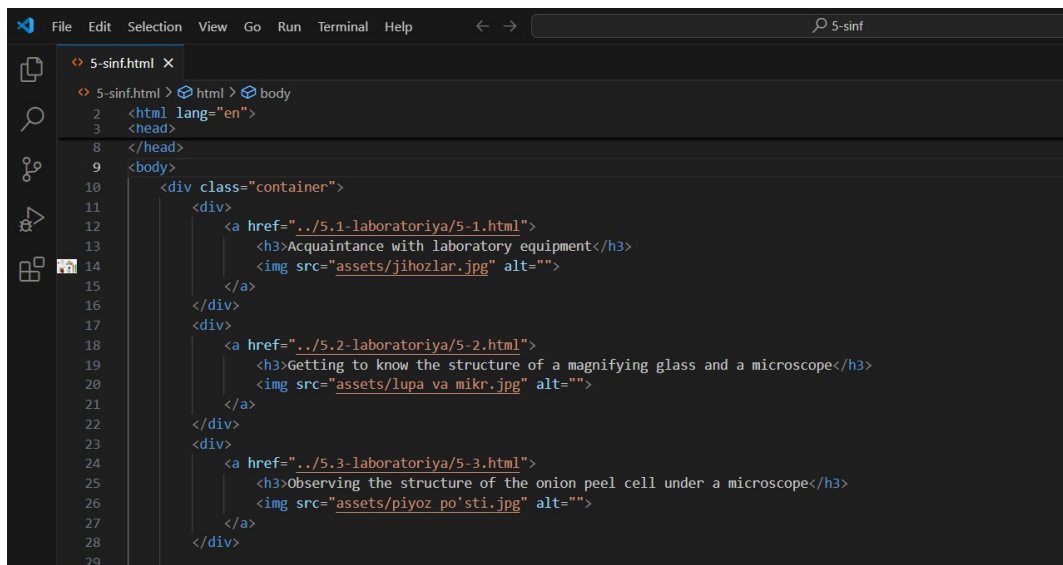 File Edit Selection View Go Run Terminal Help 5-sinf
5-sinf.html
5-sinf.html > html > body
2 <html lang="en">
3 <head>
8 </head>
9 <body>
10 <div class="container">
11 <div>
12 <a href="../5.1-laboratoriya/5-1.html">
13 <h3>Acquaintance with laboratory equipment</h3>
14 <img src="assets/jihozlar.jpg" alt="">
15 </a>
16 </div>
17 <div>
18 <a href="../5.2-laboratoriya/5-2.html">
19 <h3>Getting to know the structure of a magnifying glass and a microscope</h3>
20 <img src="assets/lupa va mikr.jpg" alt="">
21 </a>
22 </div>
23 <div>
24 <a href="../5.3-laboratoriya/5-3.html">
25 <h3>Observing the structure of the onion peel cell under a microscope</h3>
26 <img src="assets/piyoz po'sti.jpg" alt="">
27 </a>
28 </div>
29